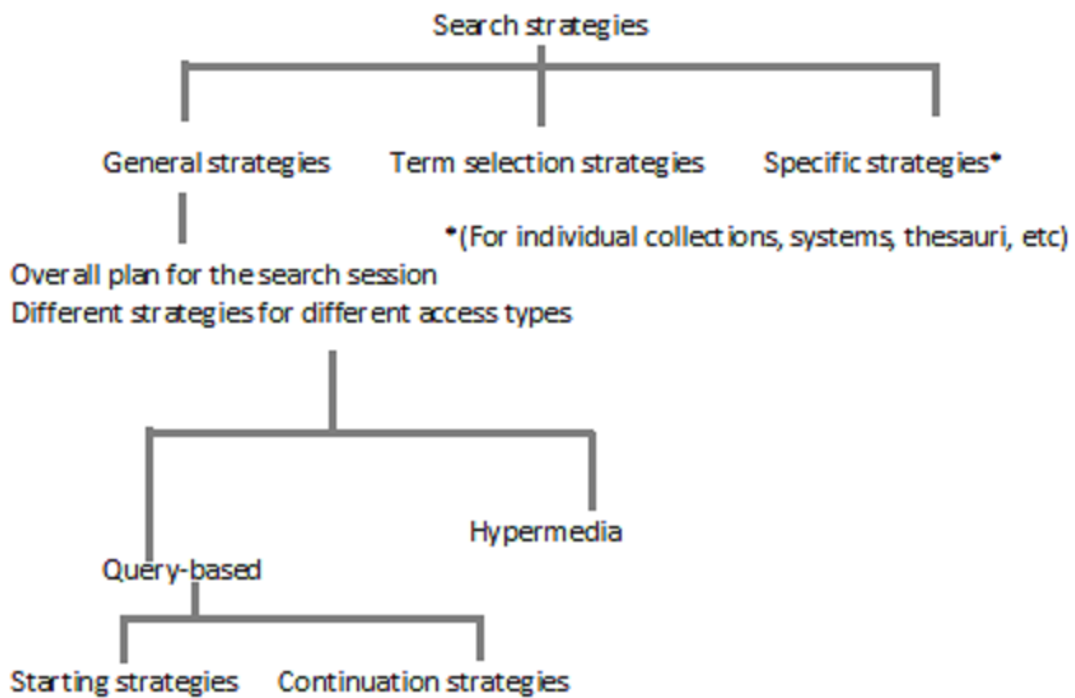 Search strategies
General strategies
Term selection strategies
Specific strategies*
*(For individual collections, systems, thesauri, etc)
Overall plan for the search session
Different strategies for different access types
Hypermedia
Query-based
Starting strategies
Continuation strategies